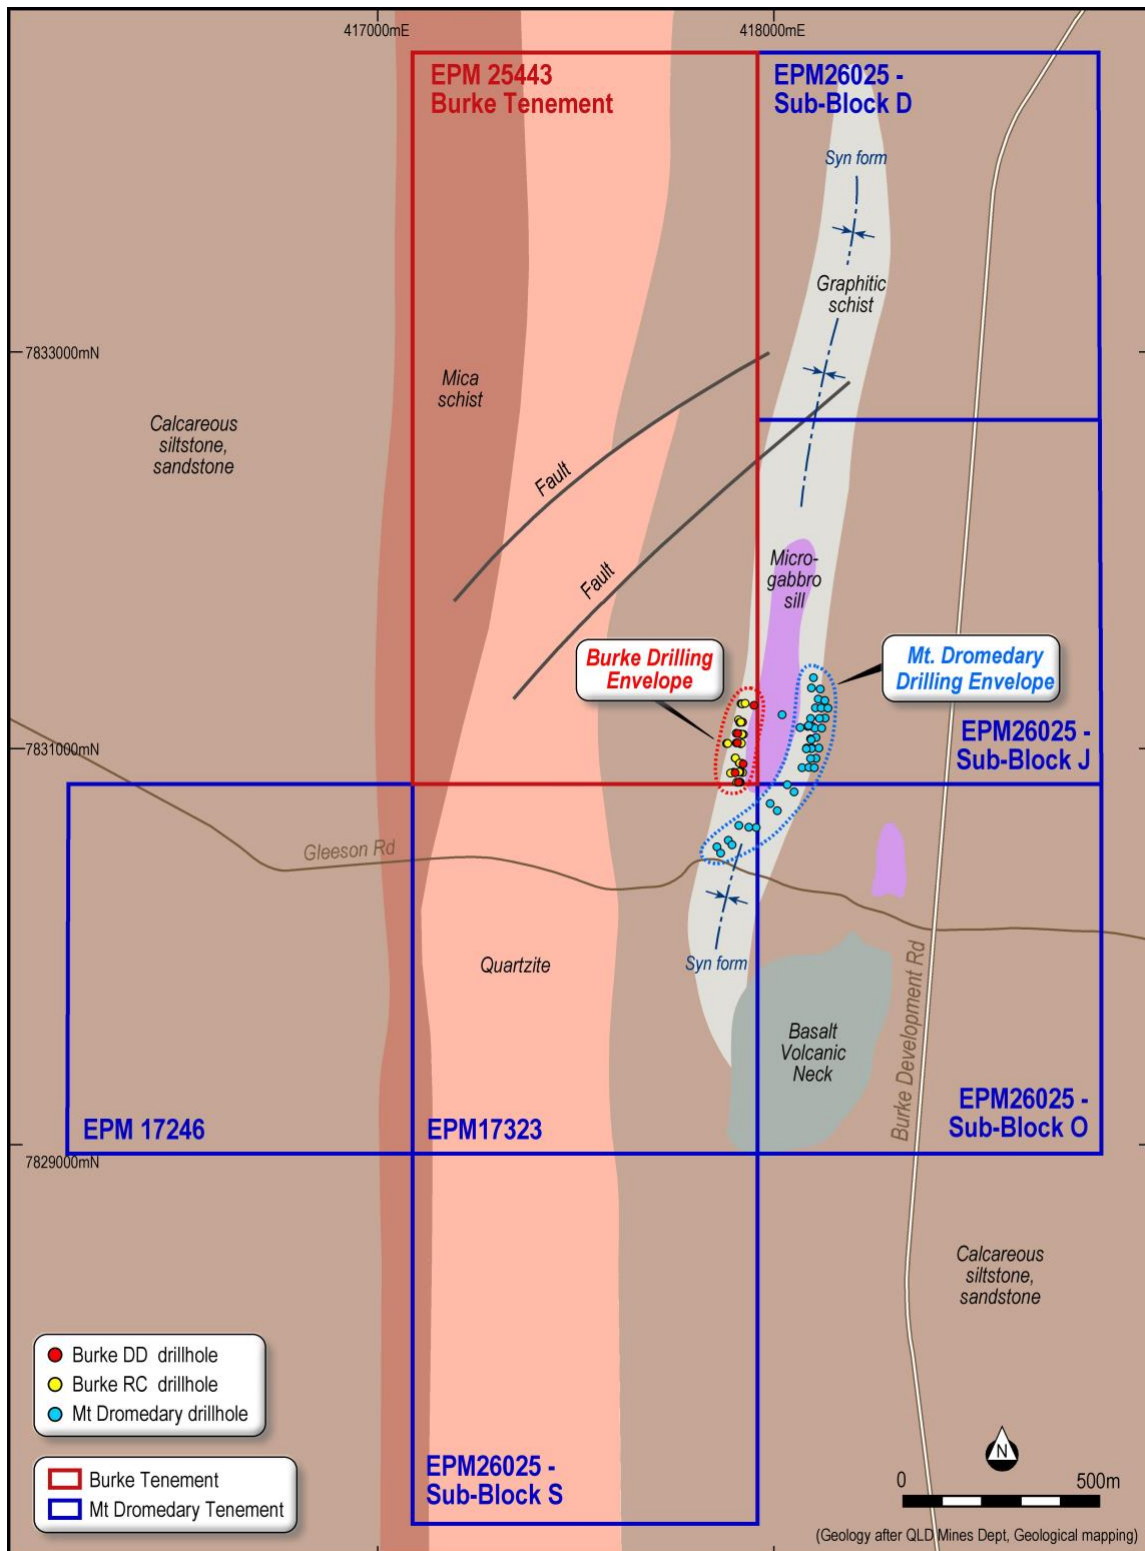 417000mE
418000mE
EPM 25443
Burke Tenement
EPM26025 -
Sub-Block D
Syn form
Graphitic
schist
7833000mN
Mica
schist
Calcareous
siltstone,
sandstone
Fault
Fault
Micro-
gabbro
sill
Burke Drilling
Envelope
Mt. Dromedary
Drilling Envelope
7831000mN
EPM26025 -
Sub-Block J
Gleeson Rd
Quartzite
Syn form
Basalt
Volcanic
Neck
Burke Development Rd
EPM 17246
EPM17323
EPM26025 -
Sub-Block O
7829000mN
Calcareous
siltstone,
sandstone
Burke DD drillhole
Burke RC drillhole
Mt Dromedary drillhole
Burke Tenement
Mt Dromedary Tenement
EPM26025 -
Sub-Block S
N
0 500m
(Geology after QLD Mines Dept, Geological mapping)